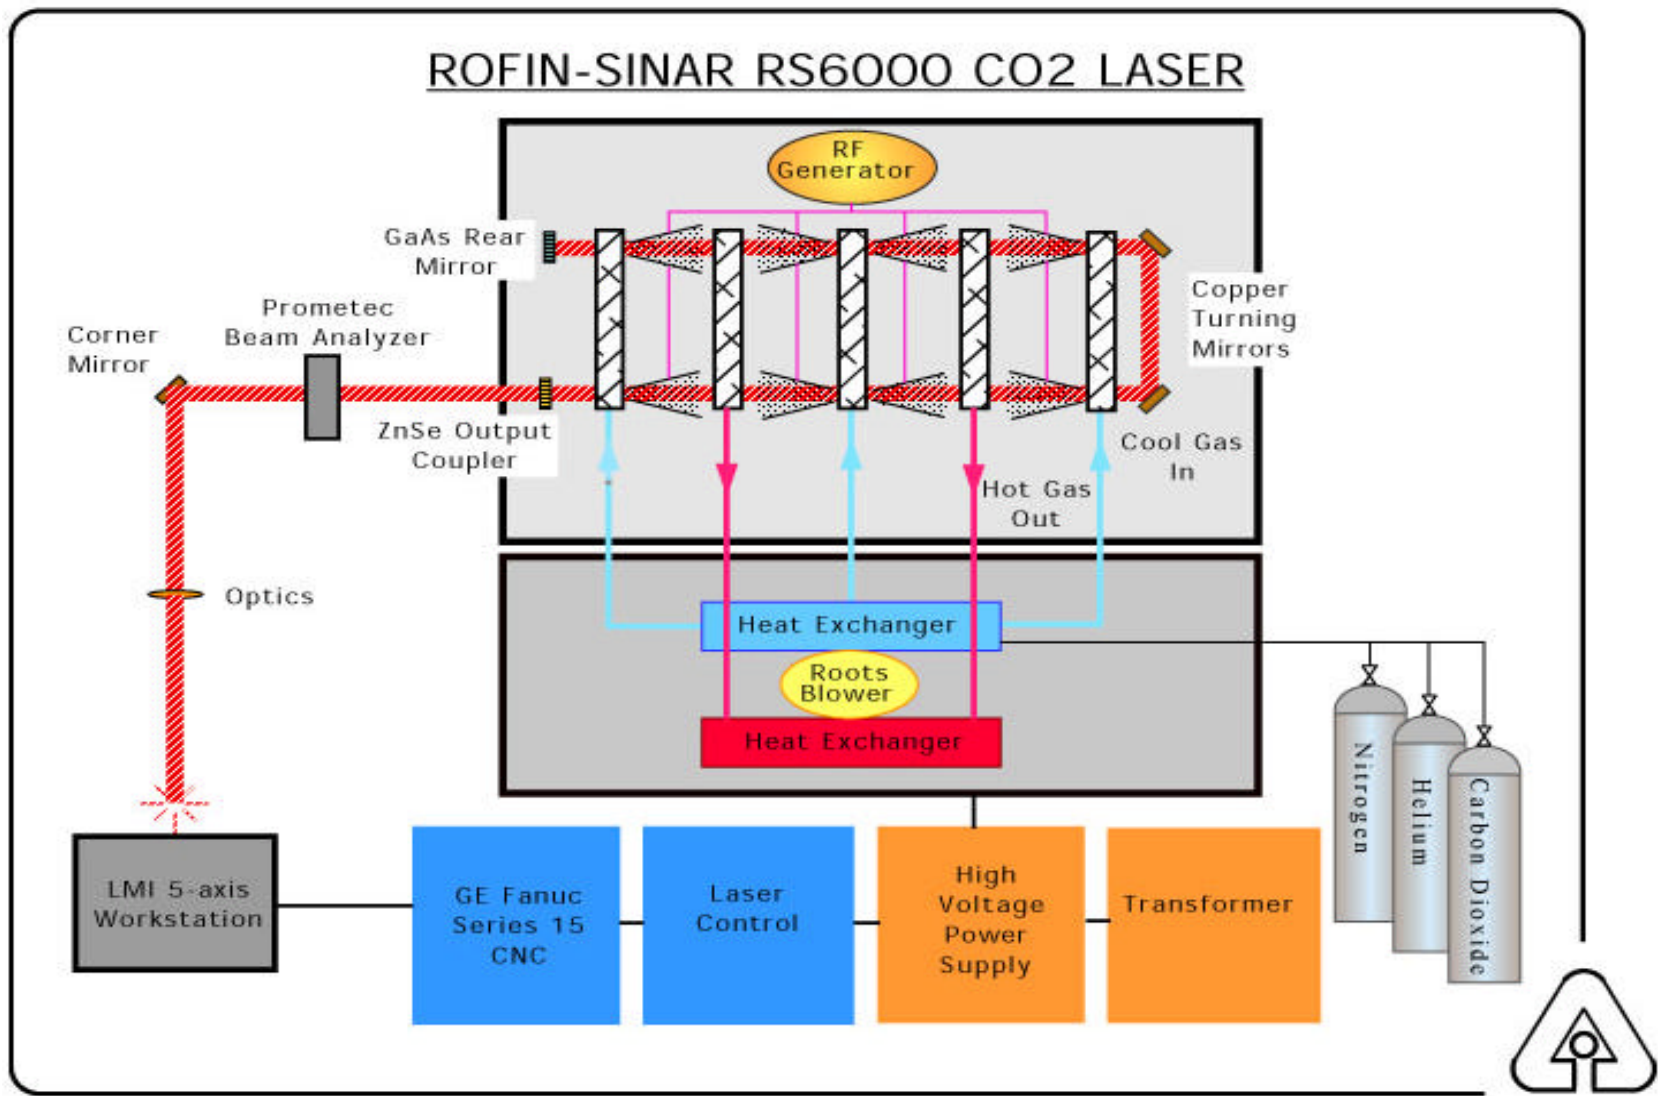 ROFIN-SINAR RS6000 CO2 LASER
RF
Generator
GaAs Rear
Mirror
Prometec
Beam Analyzer
Corner
Mirror
Copper
Turning
Mirrors
ZnSe Output
Coupler
Cool Gas
In
Hot Gas
Out
Optics
Heat Exchanger
Roots
Blower
Heat Exchanger
Nitrogen
Helium
Carbon Dioxide
LMI 5-axis
Workstation
GE Fanuc
Series 15
CNC
Laser
Control
High
Voltage
Power
Supply
Transformer